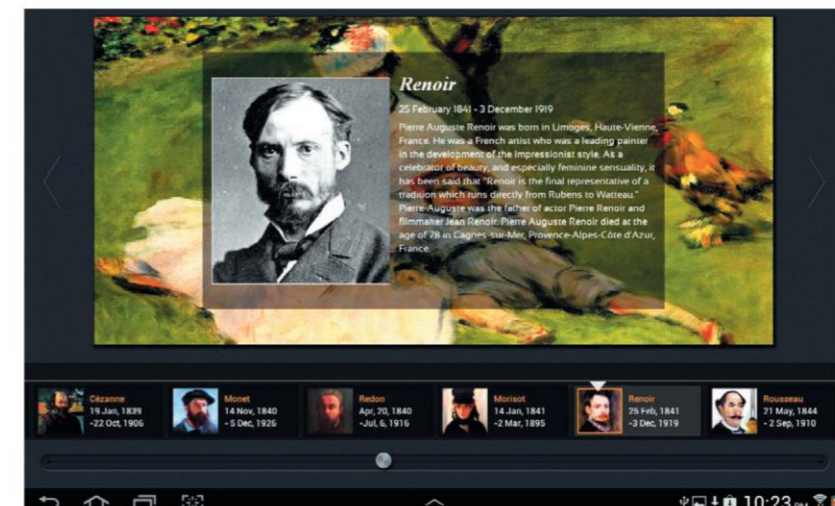 Renoir
25 February 1841 - 3 December 1919
Pierre Auguste Renoir was born in Limoges, Haute-Vienne,
France. He was a French artist who was a leading painter
in the development of the Impressionist style. As a
celebrator of beauty, and especially feminine sensuality, it
has been said that "Renoir is the final representative of a
tradition which runs directly from Rubens to Watteau."
Pierre-Auguste was the father of actor Pierre Renoir and
filmmaker Jean Renoir. Pierre Auguste Renoir died at the
age of 78 in Cagnes-sur-Mer, Provence-Alpes-Côte d'Azur,
France.
Cézanne
19 Jan, 1839
-22 Oct, 1906
Monet
14 Nov, 1840
- 5 Dec, 1926
Redon
Apr, 20, 1840
-Jul, 6, 1916
Morisot
14 Jan, 1841
-2 Mar, 1895
Renoir
25 Feb, 1841
-3 Dec, 1919
Rousseau
21 May, 1844
- 2 Sep, 1910
10:23 PM